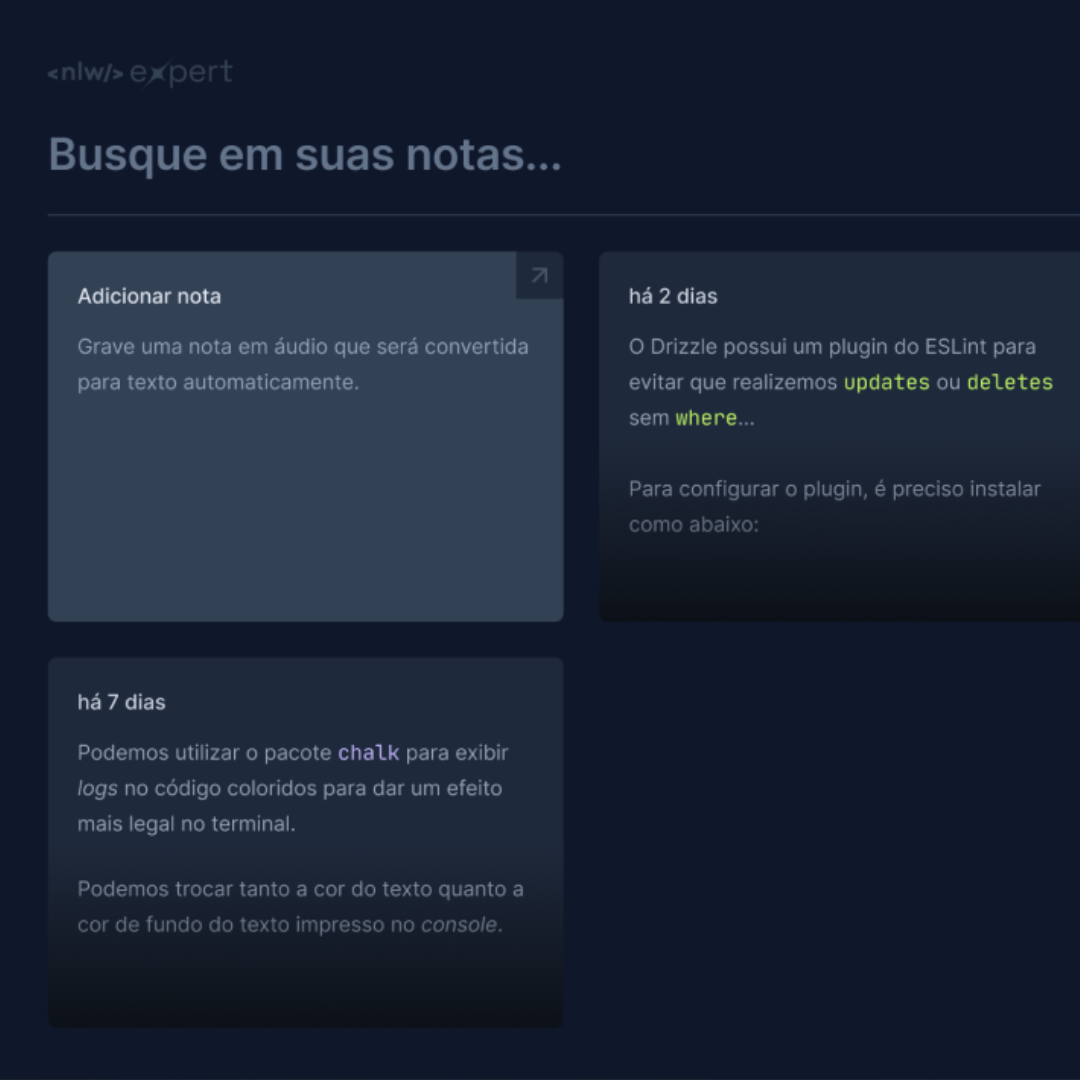 <nlw/> expert
Busque em suas notas...
Adicionar nota
Grave uma nota em áudio que será convertida
para texto automaticamente.
há 2 dias
O Drizzle possui um plugin do ESLint para
evitar que realizemos updates ou deletes
sem where...
Para configurar o plugin, é preciso instalar
como abaixo:
há 7 dias
Podemos utilizar o pacote chalk para exibir
logs no código coloridos para dar um efeito
mais legal no terminal.
Podemos trocar tanto a cor do texto quanto a
cor de fundo do texto impresso no console.